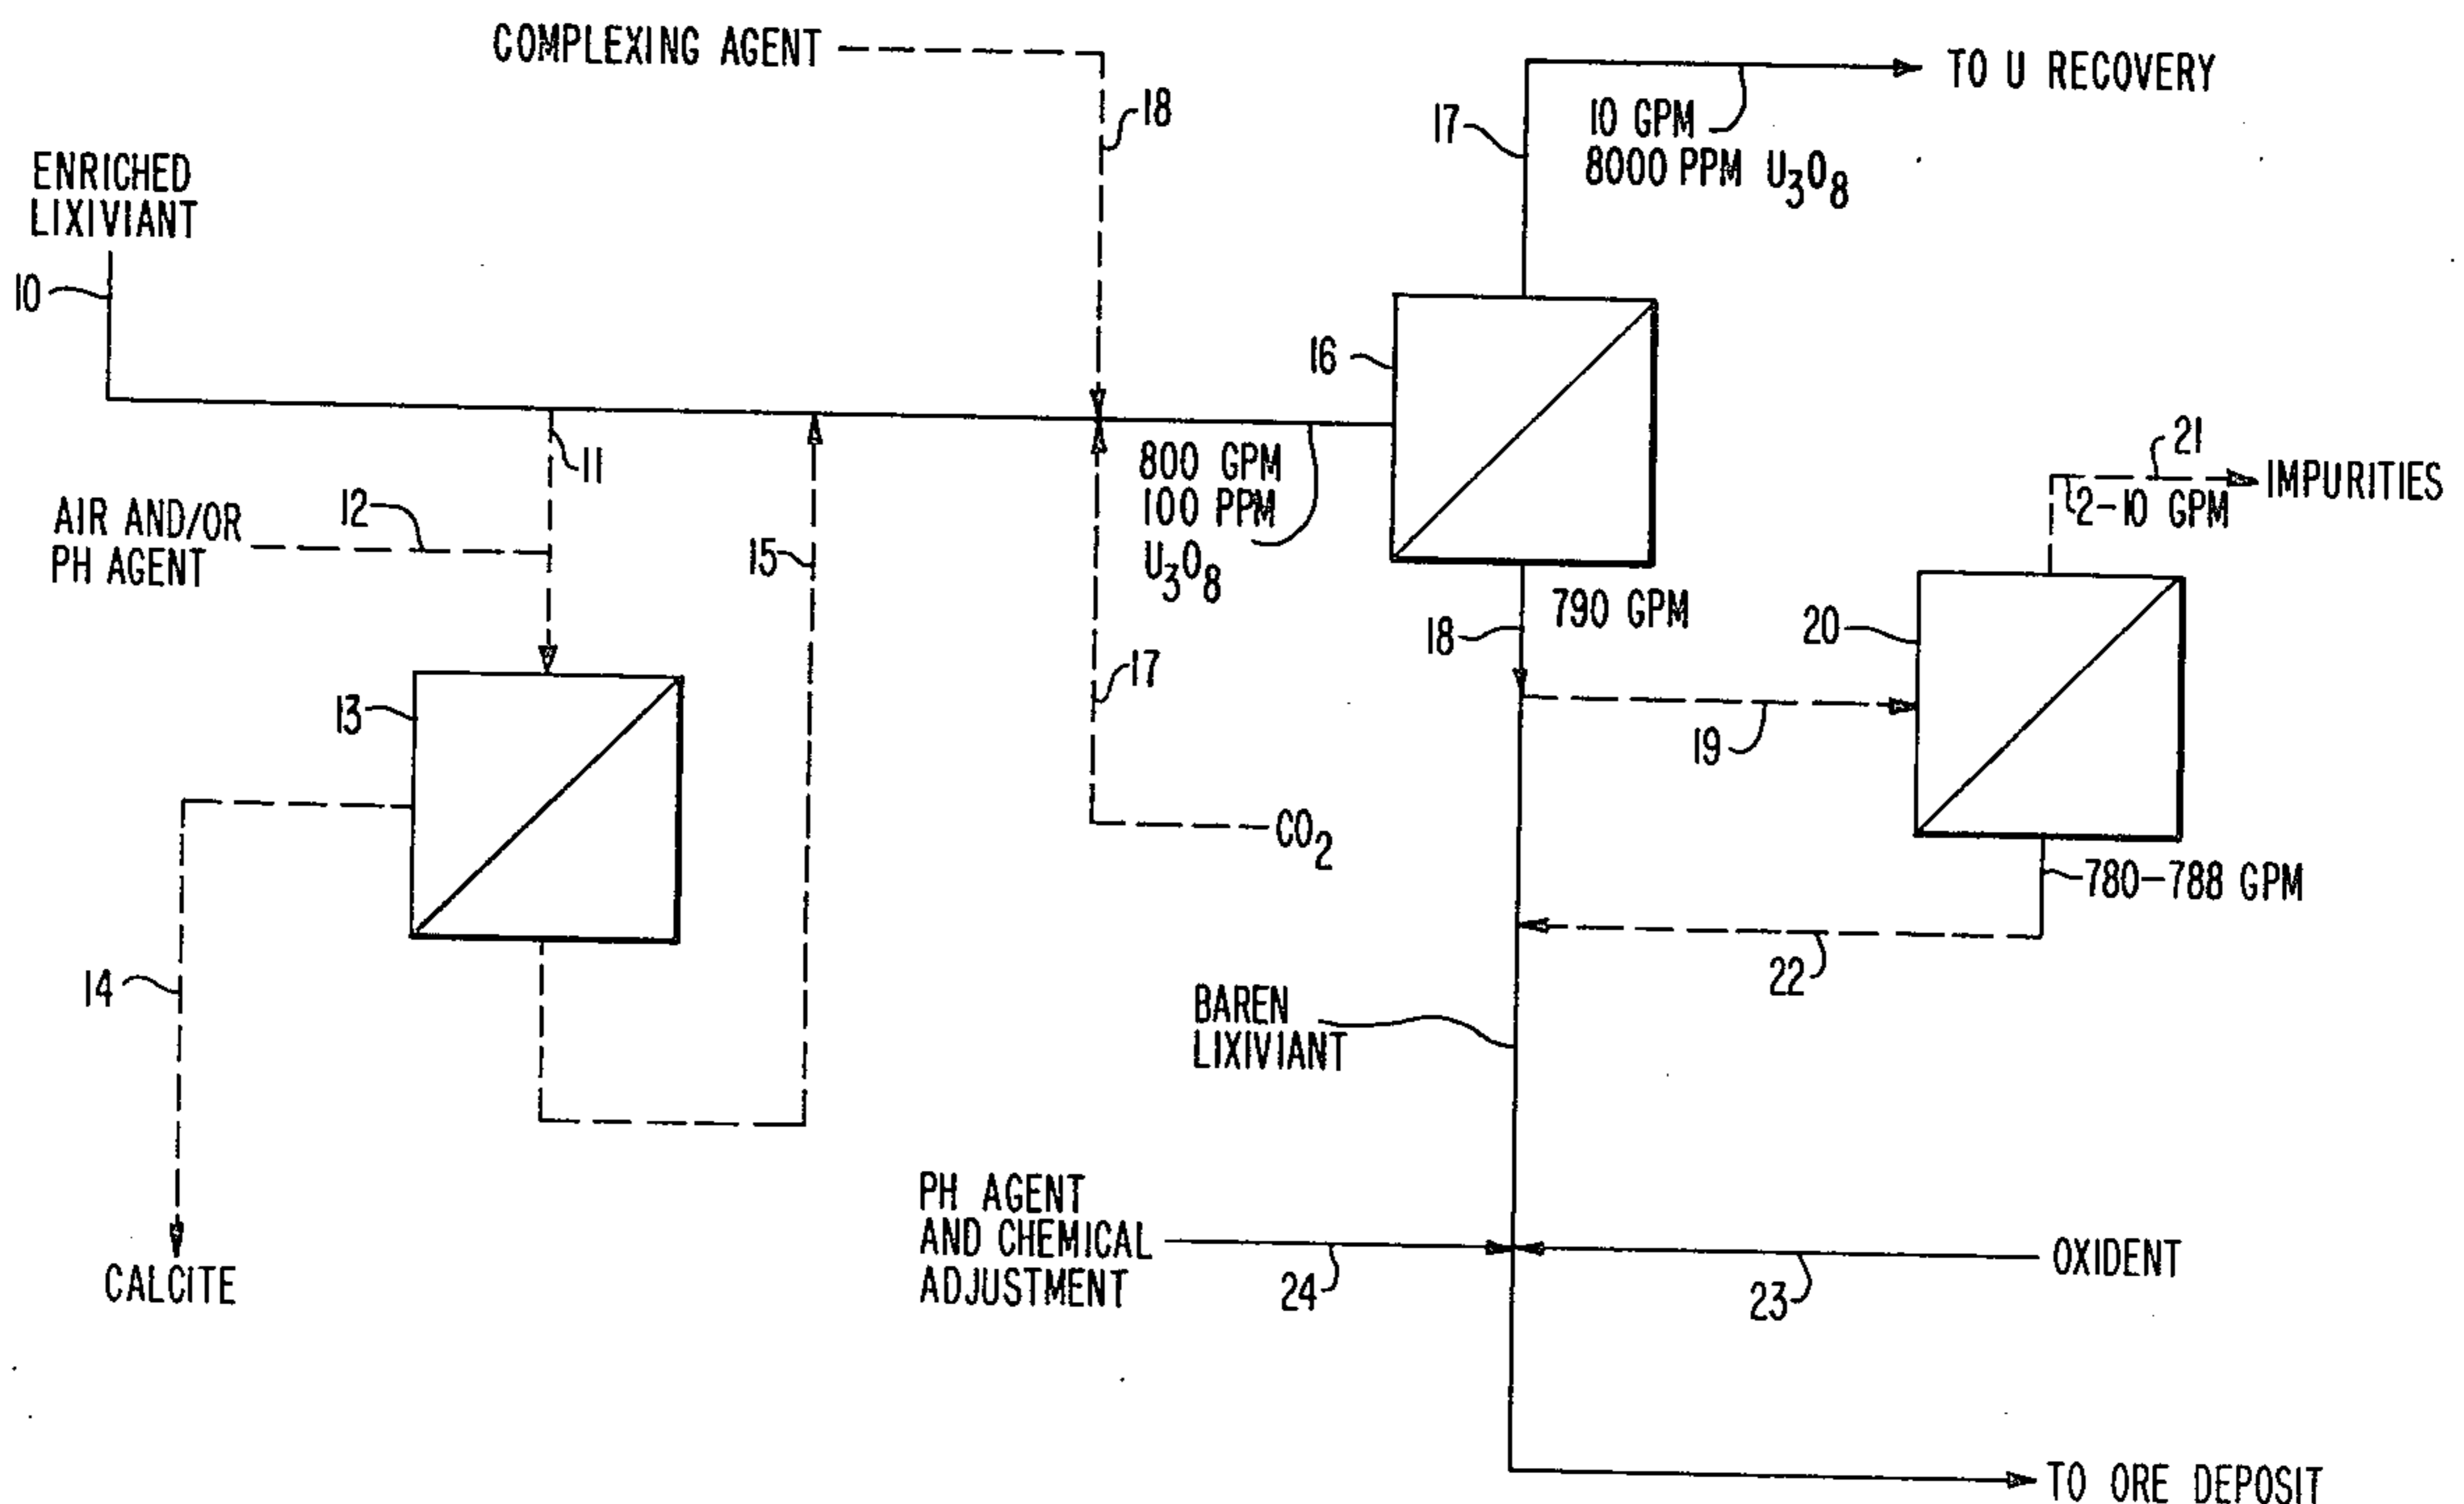 COMPLEXING AGENT
18
TO U RECOVERY
17
10 GPM
8000 PPM U3O8
ENRICHED
LIXIVIANT
10
16
11
800 GPM
100 PPM
U3O8
21
IMPURITIES
2-10 GPM
AIR AND/OR
PH AGENT
12
15
790 GPM
18
20
17
13
19
CO2
780-788 GPM
22
14
BAREN
LIXIVIANT
PH AGENT
AND CHEMICAL
ADJUSTMENT
24
OXIDENT
23
CALCITE
TO ORE DEPOSIT